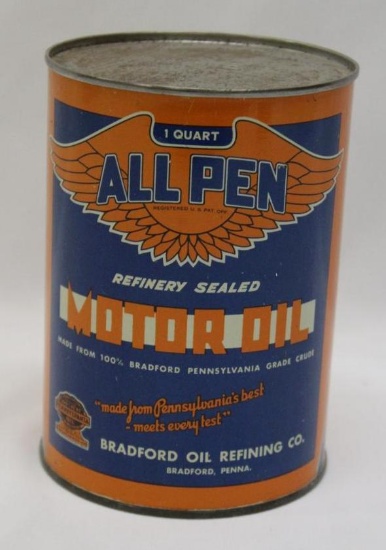 1 QUART
ALL PEN
REGISTERED U.S. PAT. OFF.
REFINERY SEALED
MOTOR OIL
MADE FROM 100% BRADFORD PENNSYLVANIA GRADE CRUDE
"made from Pennsylvania's best
- meets every test"
BRADFORD OIL REFINING CO.
BRADFORD, PENNA.